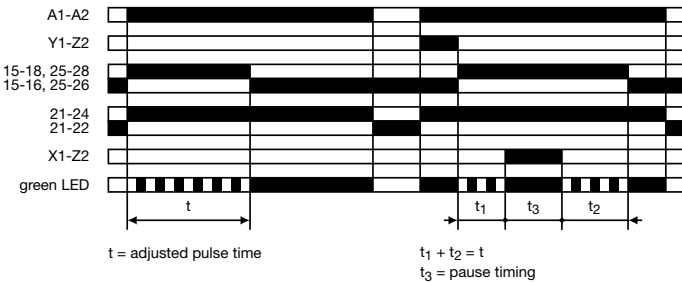 A1-A2
Y1-Z2
15-18, 25-28
15-16, 25-26
21-24
21-22
X1-Z2
green LED
t
t1
t3
t2
t = adjusted pulse time
t1 + t2 = t
t3 = pause timing